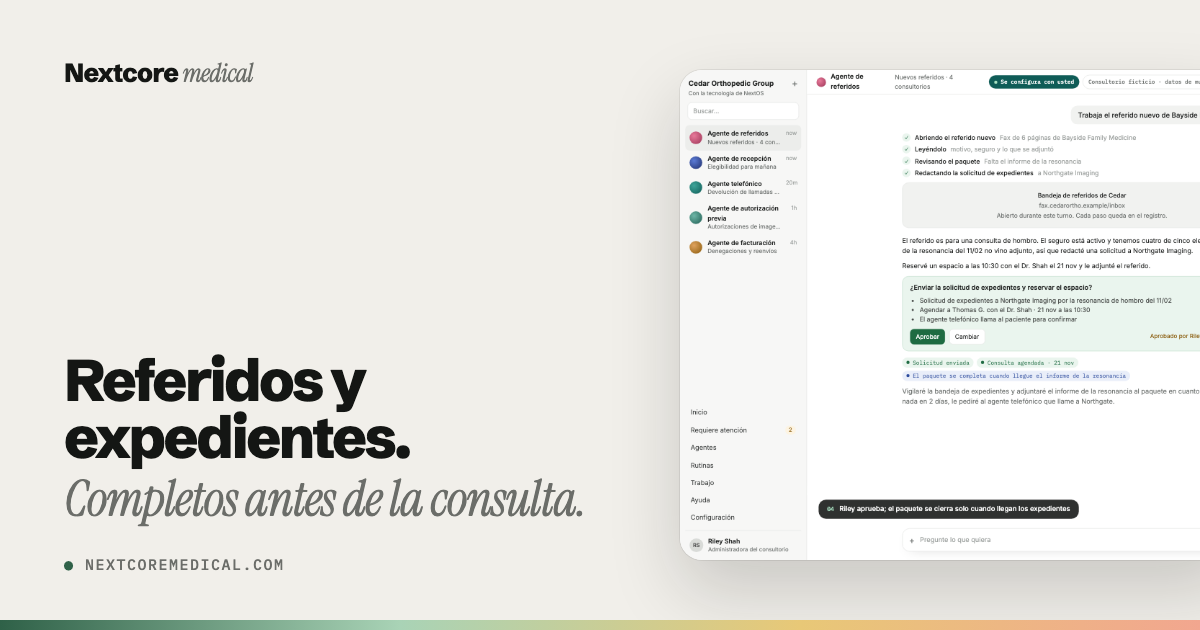 Nextcore medical
Referidos y
expedientes.
Completos antes de la consulta.
NEXTCOREMEDICAL.COM
Cedar Orthopedic Group +
Con la tecnología de NextOS
Buscar...
Agente de referidos now
Nuevos referidos · 4 con...
Agente de recepción now
Elegibilidad para mañana
Agente telefónico 20m
Devolución de llamadas ...
Agente de autorización 1h
previa
Autorizaciones de image...
Agente de facturación 4h
Denegaciones y reenvíos
Inicio
Requiere atención 2
Agentes
Rutinas
Trabajo
Ayuda
Configuración
RS Riley Shah
Administradora del consultorio
Agente de
referidos
Nuevos referidos · 4
consultorios
Se configura con usted
Consultorio ficticio · datos de
Trabaja el referido nuevo de Bayside
✓ Abriendo el referido nuevo Fax de 6 páginas de Bayside Family Medicine
✓ Leyéndolo motivo, seguro y lo que se adjuntó
✓ Revisando el paquete Falta el informe de la resonancia
✓ Redactando la solicitud de expedientes a Northgate Imaging
Bandeja de referidos de Cedar
fax.cedarortho.example/inbox
Abierto durante este turno. Cada paso queda en el registro.
El referido es para una consulta de hombro. El seguro está activo y tenemos cuatro de cinco
de la resonancia del 11/02 no vino adjunto, así que redacté una solicitud a Northgate Imaging.
Reservé un espacio a las 10:30 con el Dr. Shah el 21 nov y le adjunté el referido.
¿Enviar la solicitud de expedientes y reservar el espacio?
• Solicitud de expedientes a Northgate Imaging por la resonancia de hombro del 11/02
• Agendar a Thomas G. con el Dr. Shah · 21 nov a las 10:30
• El agente telefónico llama al paciente para confirmar
Aprobar Cambiar Aprobado por
Solicitud enviada Consulta agendada · 21 nov
El paquete se completa cuando llegue el informe de la resonancia
Vigilaré la bandeja de expedientes y adjuntaré el informe de la resonancia al paquete en cuanto
nada en 2 días, le pediré al agente telefónico que llame a Northgate.
04 Riley aprueba; el paquete se cierra solo cuando llegan los expedientes
+ Pregunte lo que quiera